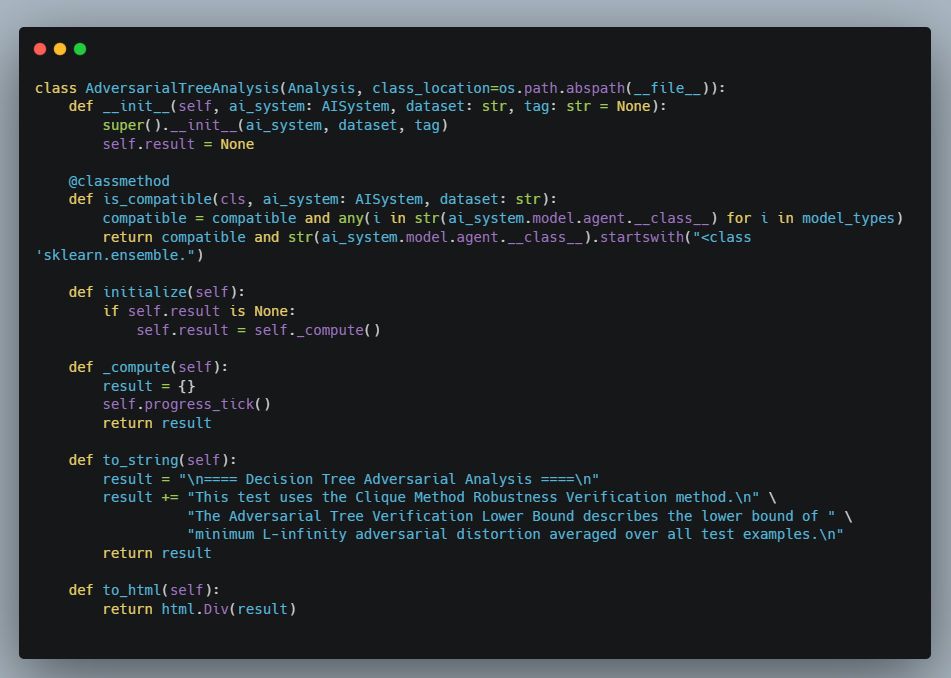 class AdversarialTreeAnalysis(Analysis, class_location=os.path.abspath(__file__)):
    def __init__(self, ai_system: AISystem, dataset: str, tag: str = None):
        super().__init__(ai_system, dataset, tag)
        self.result = None

    @classmethod
    def is_compatible(cls, ai_system: AISystem, dataset: str):
        compatible = compatible and any(i in str(ai_system.model.agent.__class__) for i in model_types)
        return compatible and str(ai_system.model.agent.__class__).startswith("<class
'sklearn.ensemble.")

    def initialize(self):
        if self.result is None:
            self.result = self._compute()

    def _compute(self):
        result = {}
        self.progress_tick()
        return result

    def to_string(self):
        result = "\n==== Decision Tree Adversarial Analysis ====\n"
        result += "This test uses the Clique Method Robustness Verification method.\n" \
                  "The Adversarial Tree Verification Lower Bound describes the lower bound of " \
                  "minimum L-infinity adversarial distortion averaged over all test examples.\n"
        return result

    def to_html(self):
        return html.Div(result)